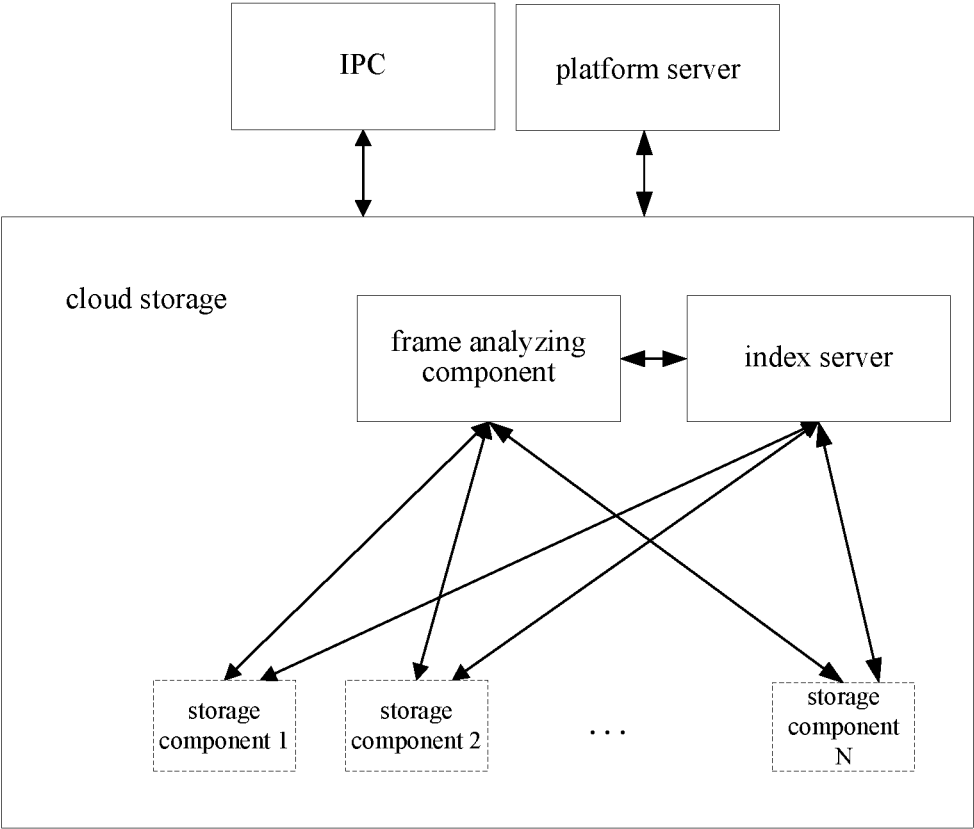 IPC
platform server
cloud storage
frame analyzing
component
index server
storage
component 1
storage
component 2
...
storage
component
N